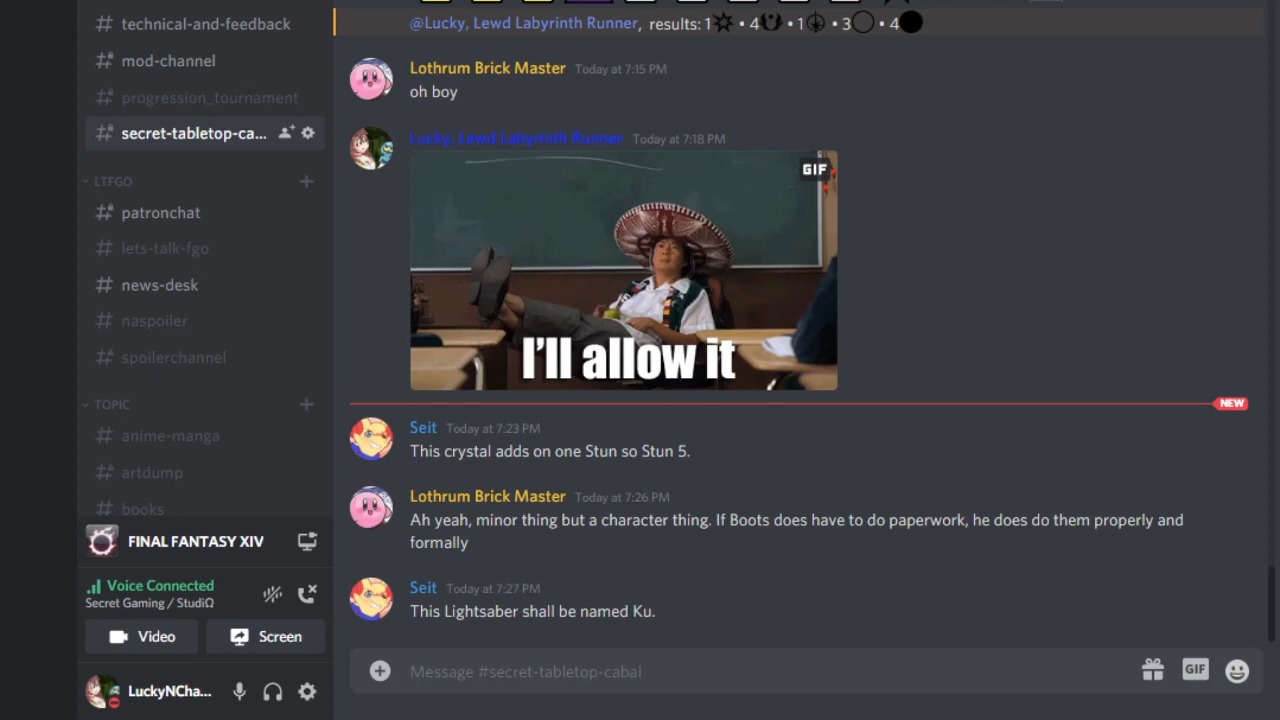 technical-and-feedback
mod-channel
progression_tournament
secret-tabletop-ca...
LTFGO
patronchat
lets-talk-fgo
news-desk
naspoiler
spoilerchannel
TOPIC
anime-manga
artdump
books
FINAL FANTASY XIV
Voice Connected
Secret Gaming / StudiΩ
Video
Screen
LuckyNCha...
@Lucky, Lewd Labyrinth Runner, results: 1 • 4 • 1 • 3 • 4
Lothrum Brick Master Today at 7:15 PM
oh boy
Lucky, Lewd Labyrinth Runner Today at 7:18 PM
GIF
I'll allow it
NEW
Seit Today at 7:23 PM
This crystal adds on one Stun so Stun 5.
Lothrum Brick Master Today at 7:26 PM
Ah yeah, minor thing but a character thing. If Boots does have to do paperwork, he does do them properly and
formally
Seit Today at 7:27 PM
This Lightsaber shall be named Ku.
Message #secret-tabletop-cabal
GIF